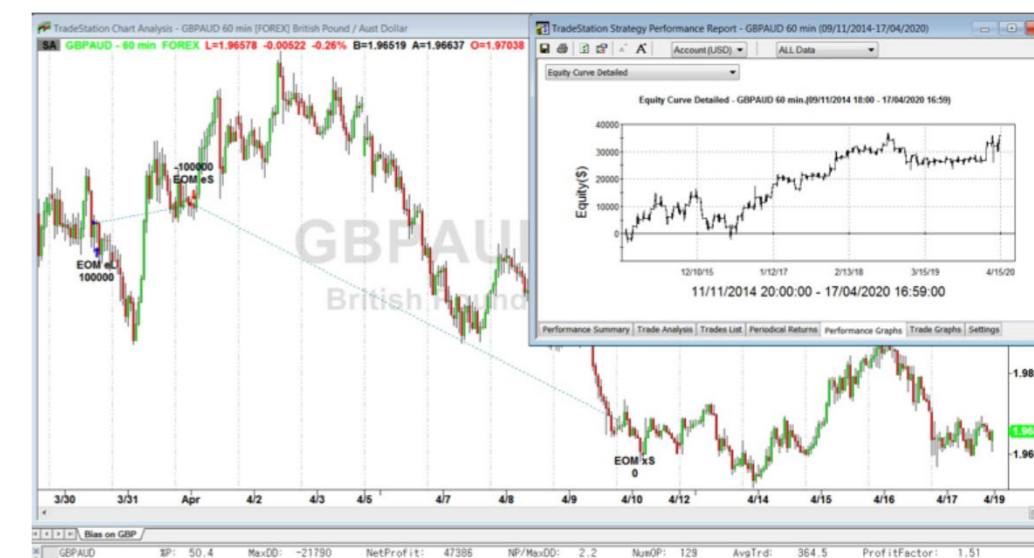 TradeStation Chart Analysis - GBPAUD 60 min [FOREX] British Pound / Aust Dollar
SA GBPAUD - 60 min FOREX L=1.96578 -0.00522 -0.26% B=1.96519 A=1.96637 O=1.97038
TradeStation Strategy Performance Report - GBPAUD 60 min (09/11/2014-17/04/2020)
A A Account (USD) ALL Data
Equity Curve Detailed
Equity Curve Detailed - GBPAUD 60 min.(09/11/2014 18:00 - 17/04/2020 16:59)
40000
30000
20000
10000
0
Equity($)
12/10/15 1/12/17 2/13/18 3/15/19 4/15/20
11/11/2014 20:00:00 - 17/04/2020 16:59:00
Performance Summary Trade Analysis Trades List Periodical Returns Performance Graphs Trade Graphs Settings
-100000
EOM eS
EOM eL
100000
GBPAU
British
EOM xS
0
1.98
1.96
3/30 3/31 Apr 4/2 4/3 4/5 4/7 4/8 4/9 4/10 4/12 4/14 4/15 4/16 4/17 4/19
Bias on GBP
GBPAUD %P: 50.4 MaxDD: -21790 NetProfit: 47386 NP/MaxDD: 2.2 NumOP: 129 AvgTrd: 364.5 ProfitFactor: 1.51